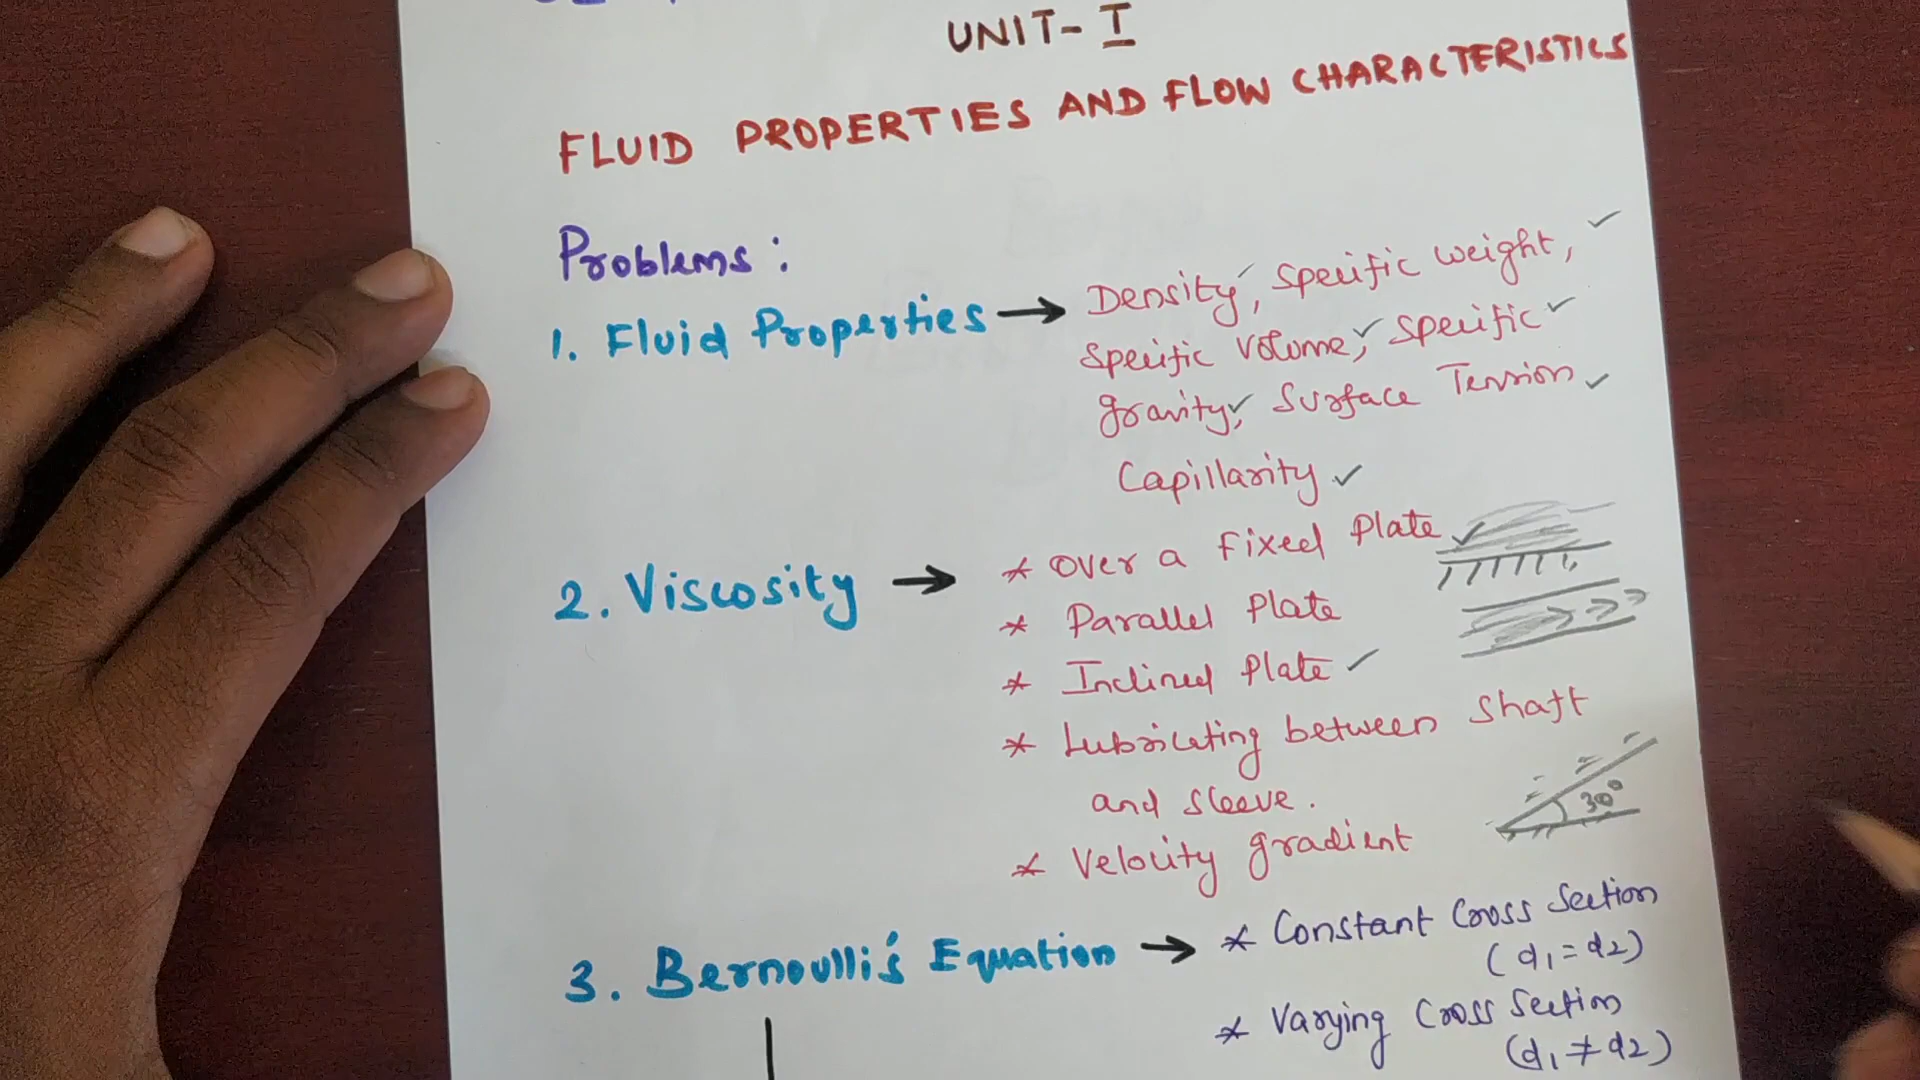 UNIT-I
FLUID PROPERTIES AND FLOW CHARACTERISTICS
Problems:
1. Fluid Properties → Density, Specific weight,
Specific Volume, Specific
gravity, Surface Tension
Capillarity
2. Viscosity → * Over a Fixed Plate
* Parallel Plate
* Inclined Plate
* Lubricating between Shaft
and Sleeve.
30°
* Velocity gradient
3. Bernoulli's Equation → * Constant Cross Section
(d1=d2)
* Varying Cross Section
(d1≠d2)